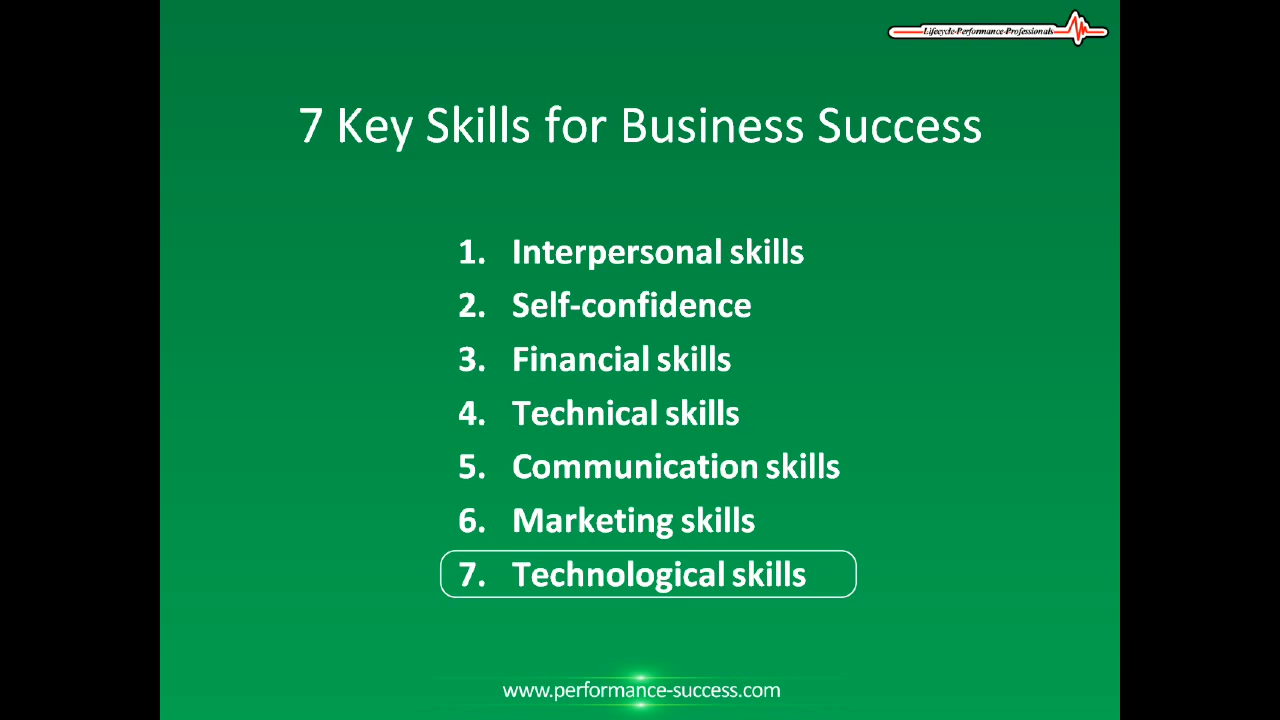 Lifecycle-Performance-Professionals
7 Key Skills for Business Success
1. Interpersonal skills
2. Self-confidence
3. Financial skills
4. Technical skills
5. Communication skills
6. Marketing skills
7. Technological skills
www.performance-success.com